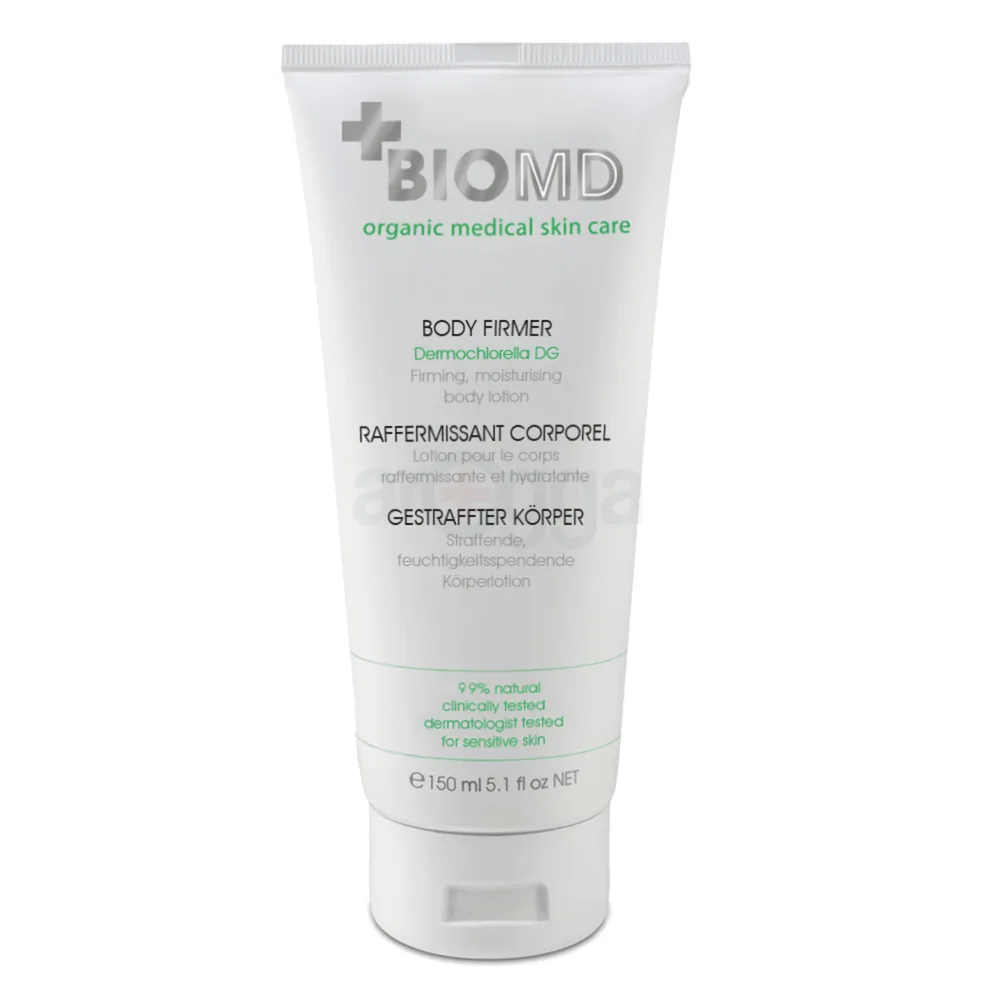 BIOMD
organic medical skin care
BODY FIRMER
Dermochlorella DG
Firming, moisturising
body lotion
RAFFERMISSANT CORPOREL
Lotion pour le corps
raffermissante et hydratante
arogga
GESTRAFFTER KÖRPER
Straffende,
feuchtigkeitsspendende
Körperlotion
99% natural
clinically tested
dermatologist tested
for sensitive skin
℮150 ml 5.1 fl oz NET